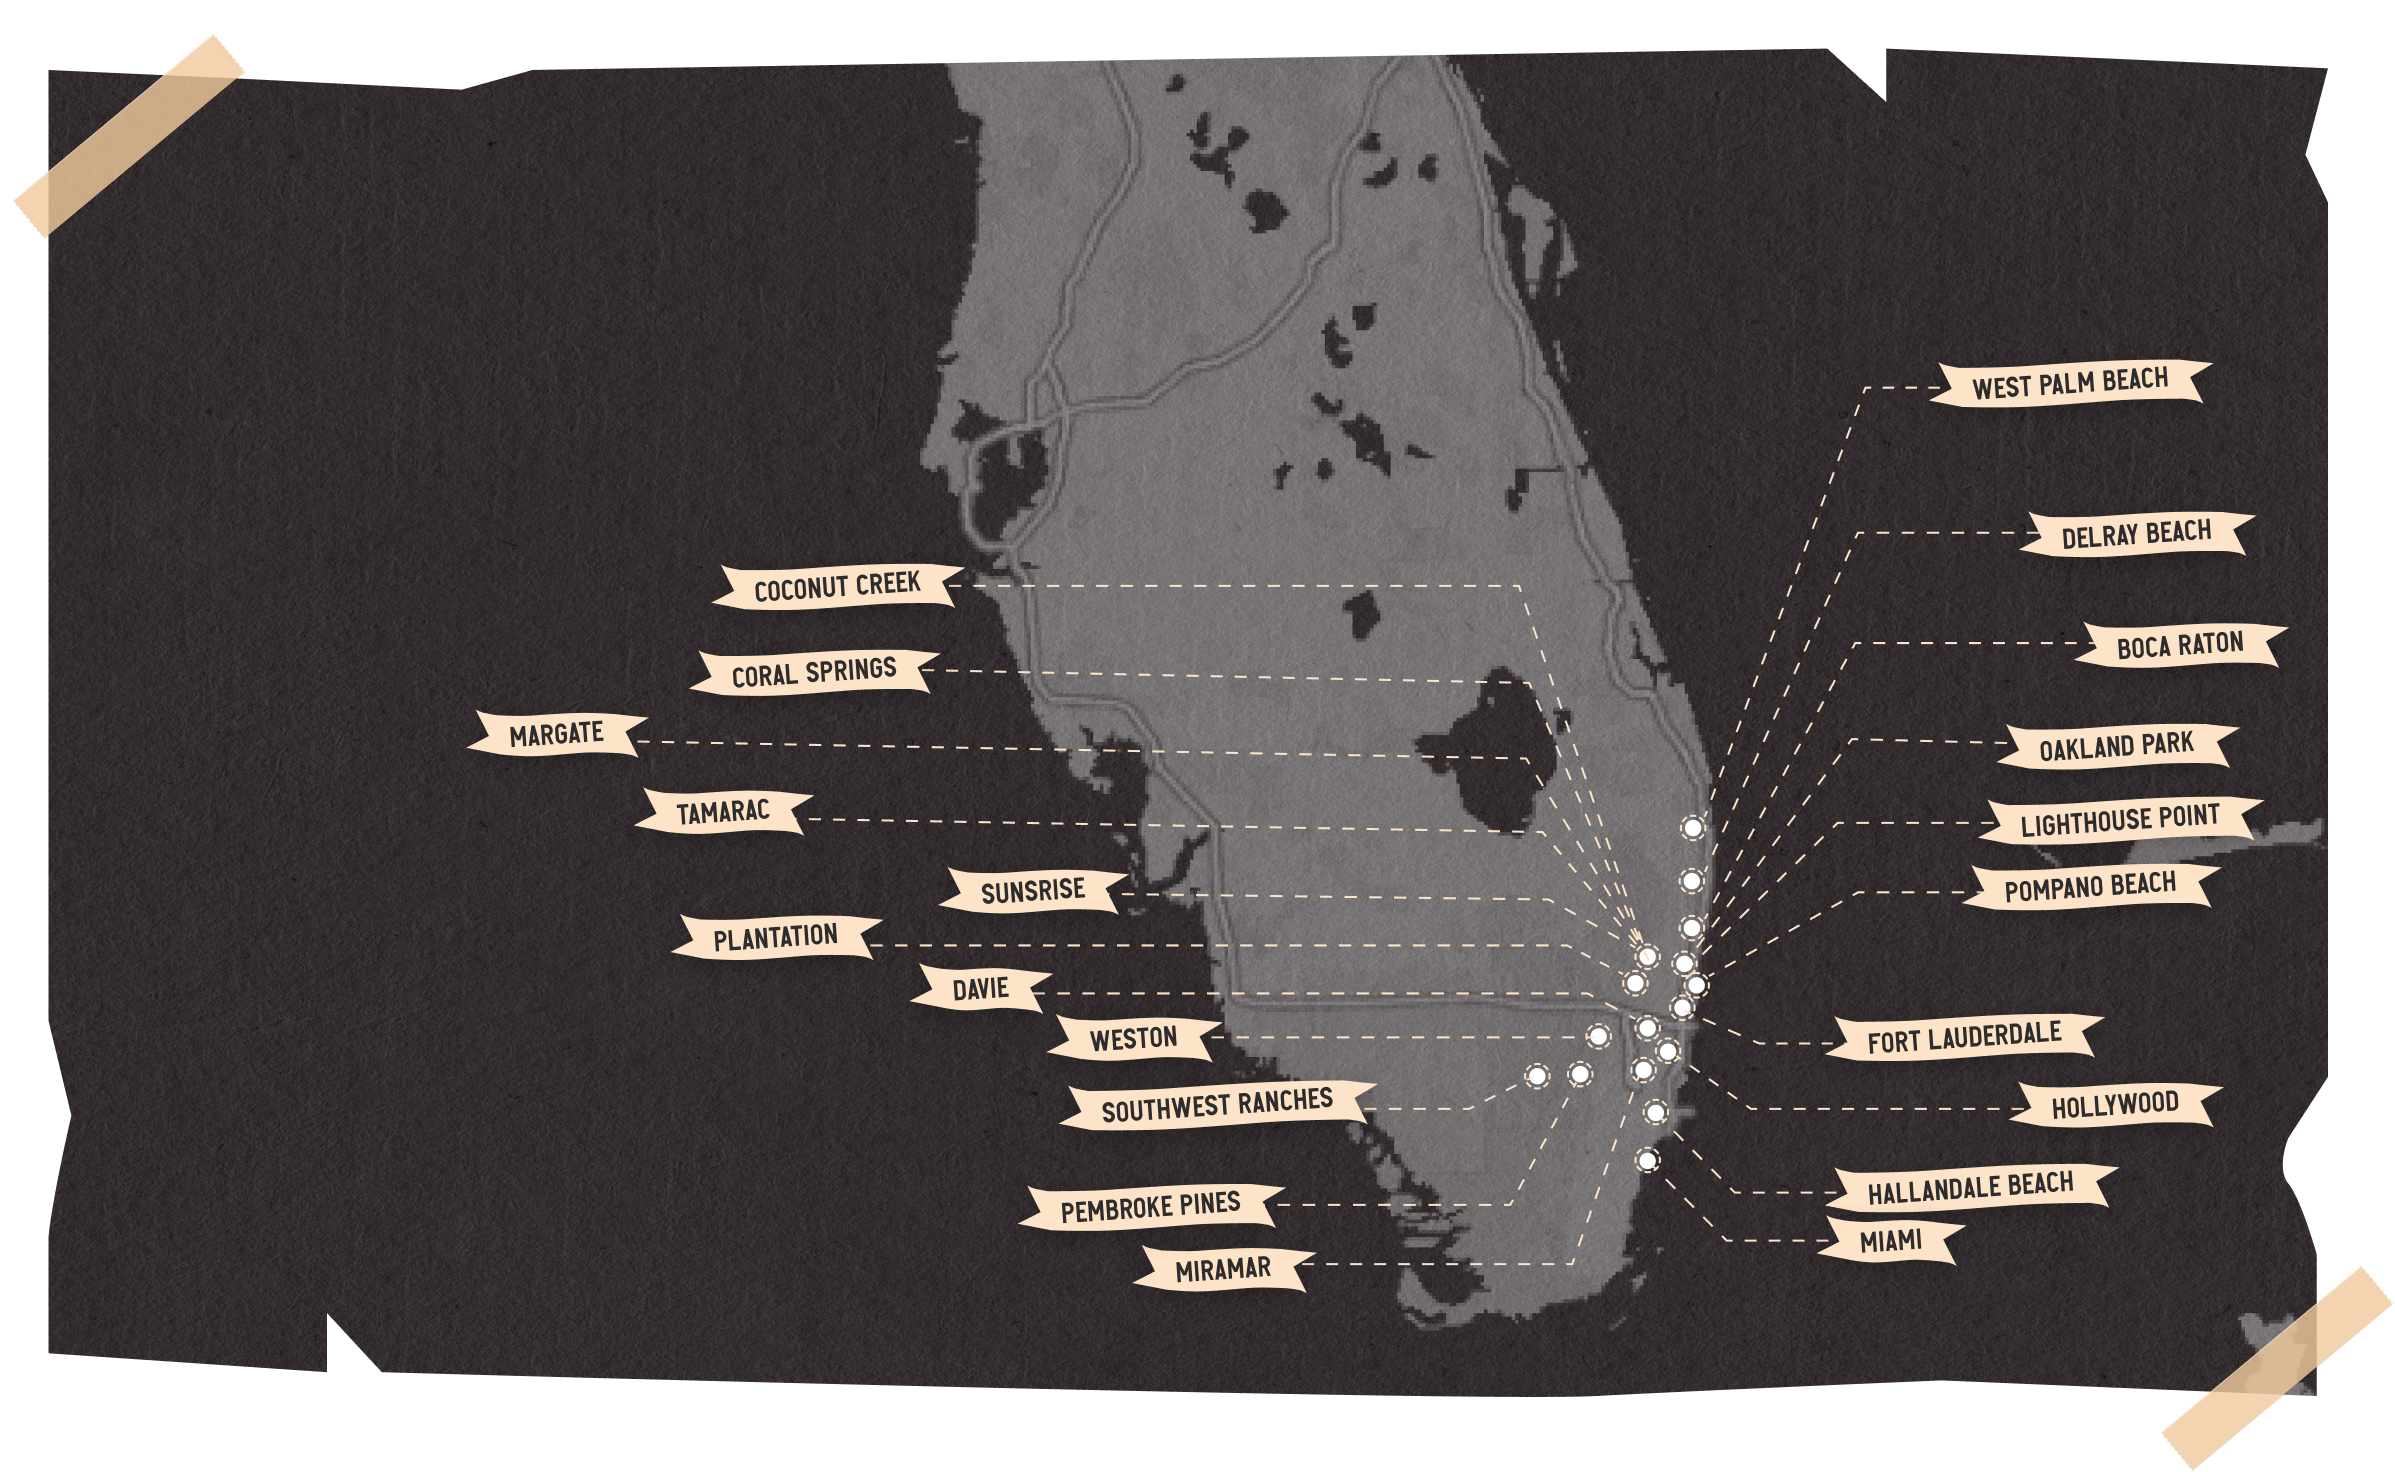 WEST PALM BEACH
DELRAY BEACH
COCONUT CREEK
BOCA RATON
CORAL SPRINGS
MARGATE
OAKLAND PARK
TAMARAC
LIGHTHOUSE POINT
SUNSRISE
POMPANO BEACH
PLANTATION
DAVIE
WESTON
FORT LAUDERDALE
SOUTHWEST RANCHES
HOLLYWOOD
HALLANDALE BEACH
PEMBROKE PINES
MIAMI
MIRAMAR